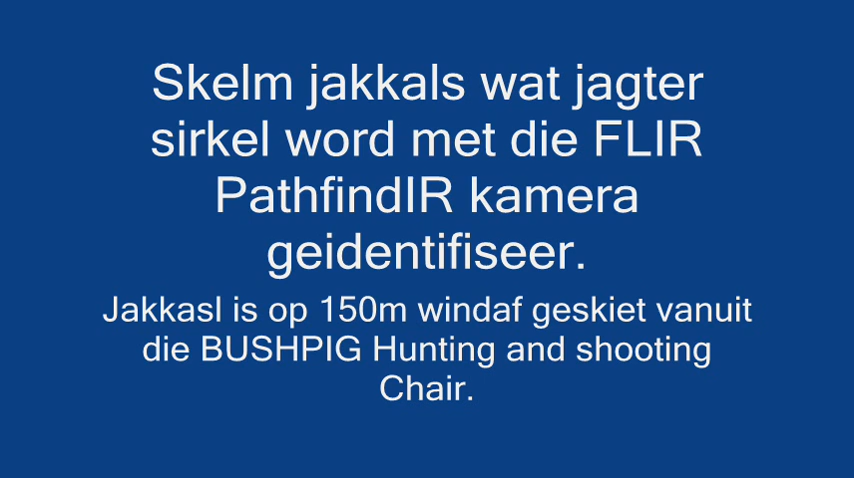 Skelm jakkals wat jagter
sirkel word met die FLIR
PathfindIR kamera
geidentifiseer.
Jakkasl is op 150m windaf geskiet vanuit
die BUSHPIG Hunting and shooting
Chair.